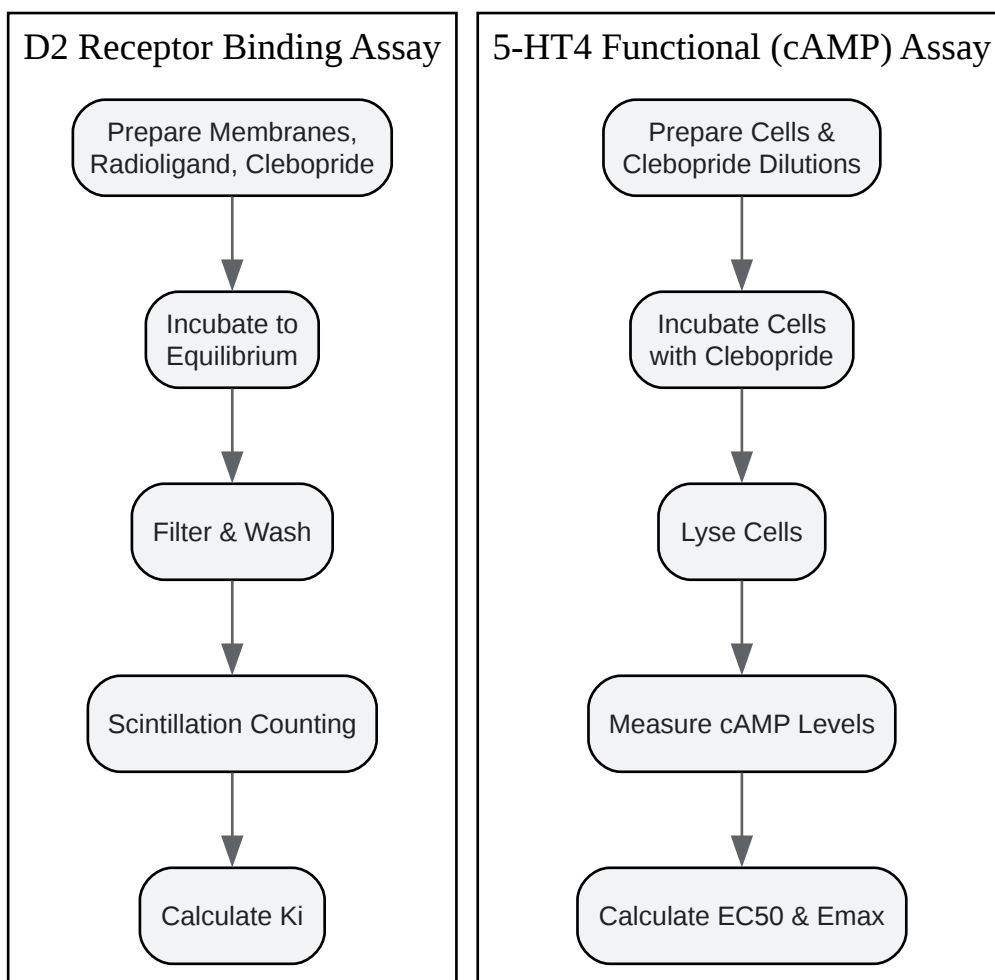 D2 Receptor Binding Assay
Prepare Membranes,
Radioligand, Clebopride
Incubate to
Equilibrium
Filter & Wash
Scintillation Counting
Calculate Ki
5-HT4 Functional (cAMP) Assay
Prepare Cells &
Clebopride Dilutions
Incubate Cells
with Clebopride
Lyse Cells
Measure cAMP Levels
Calculate EC50 & Emax